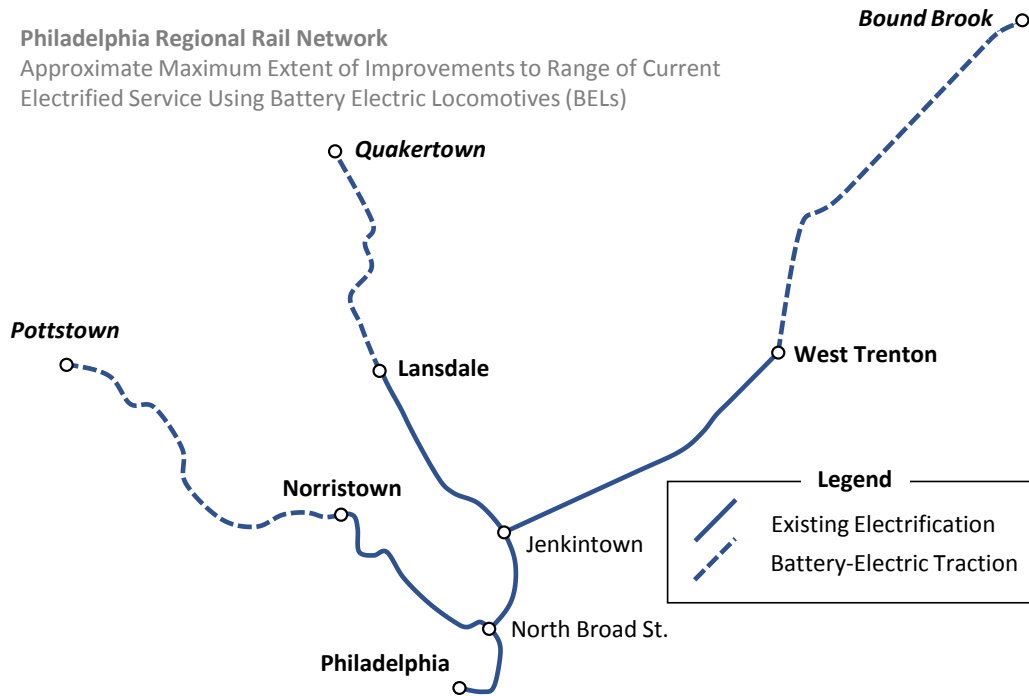 Bound Brook
Philadelphia Regional Rail Network
Approximate Maximum Extent of Improvements to Range of Current
Electrified Service Using Battery Electric Locomotives (BELs)
Quakertown
Pottstown
Lansdale
West Trenton
Norristown
Jenkintown
North Broad St.
Philadelphia
Legend
Existing Electrification
Battery-Electric Traction